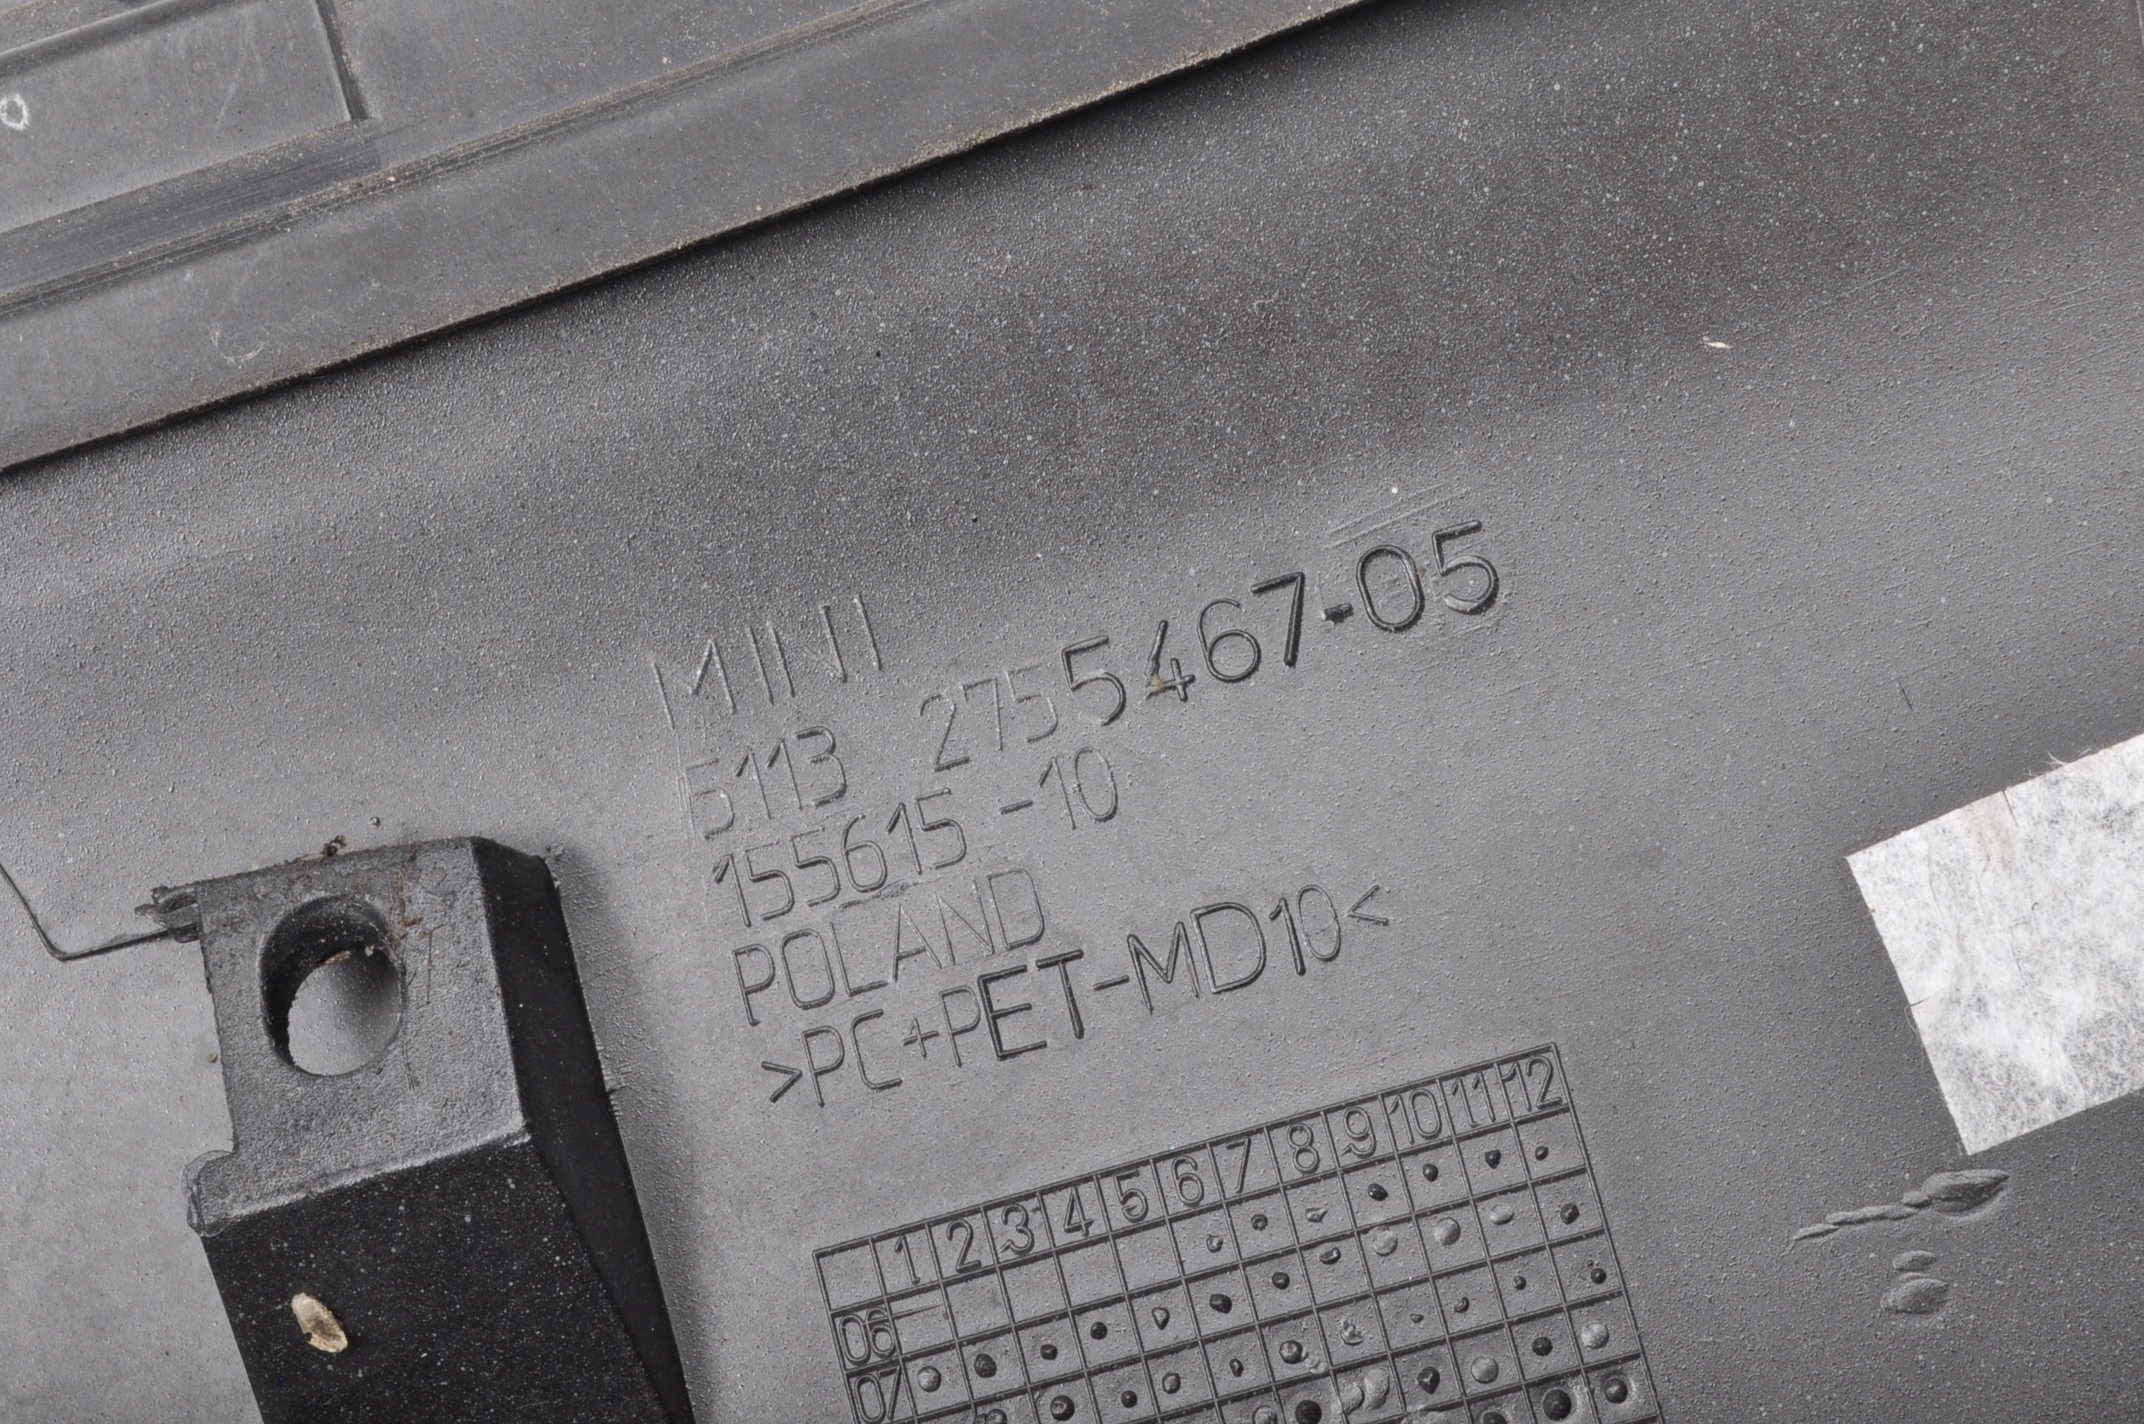 MINI
5113 2755467-05
155615-10
POLAND
>PC+PET-MD10<
1 2 3 4 5 6 7 8 9 10 11 12
06
07